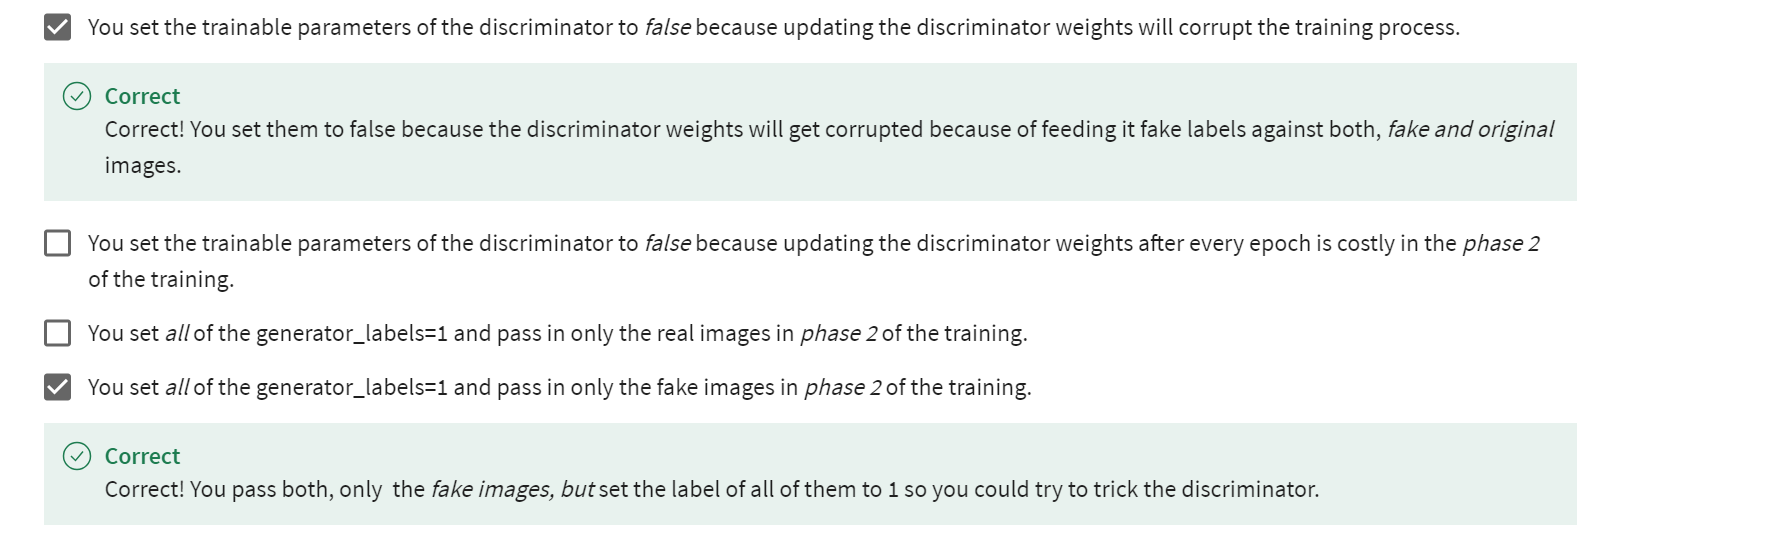 You set the trainable parameters of the discriminator to false because updating the discriminator weights will corrupt the training process.
Correct
Correct! You set them to false because the discriminator weights will get corrupted because of feeding it fake labels against both, fake and original
images.
You set the trainable parameters of the discriminator to false because updating the discriminator weights after every epoch is costly in the phase 2
of the training.
You set all of the generator_labels=1 and pass in only the real images in phase 2 of the training.
You set all of the generator_labels=1 and pass in only the fake images in phase 2 of the training.
Correct
Correct! You pass both, only the fake images, but set the label of all of them to 1 so you could try to trick the discriminator.